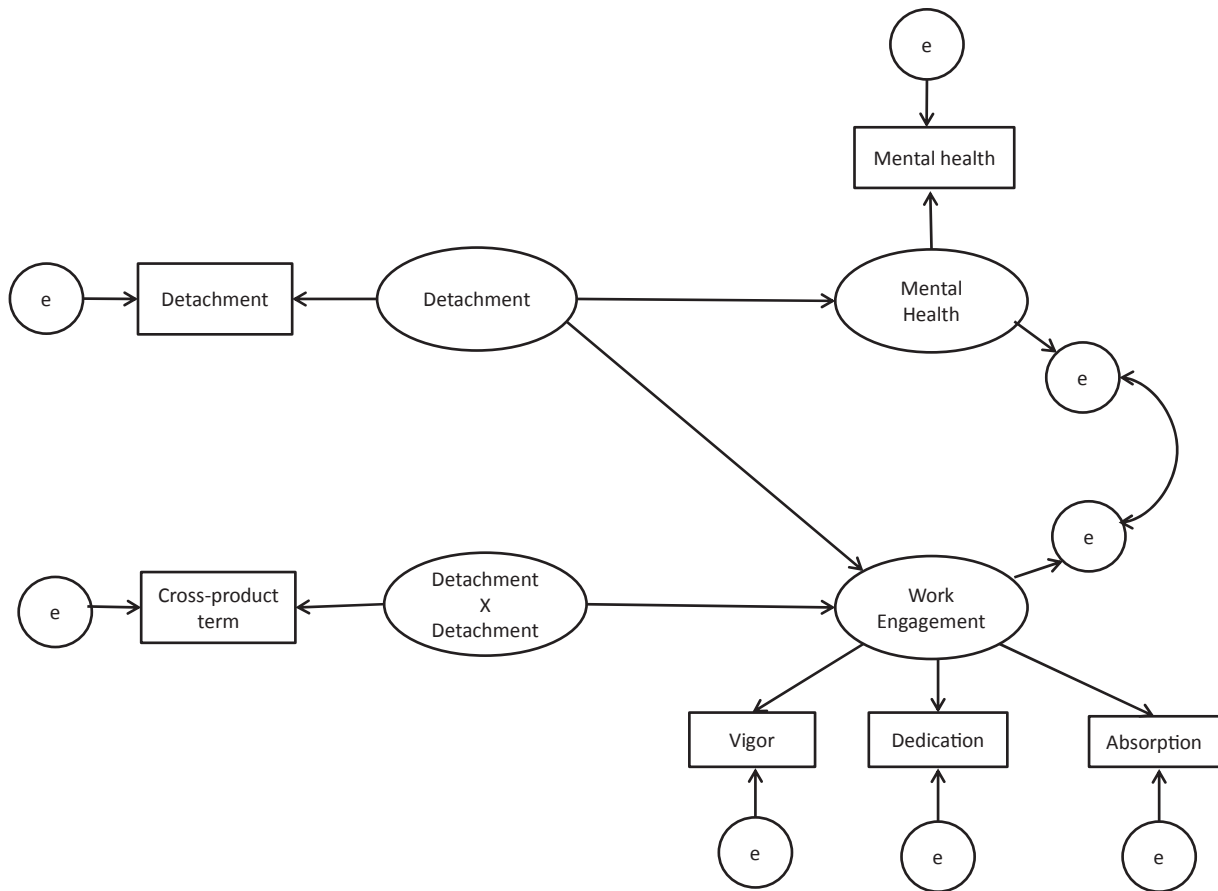 e
Mental health
e
Detachment
Detachment
Mental
Health
e
e
e
Cross-product
term
Detachment
X
Detachment
Work
Engagement
Vigor
Dedication
Absorption
e
e
e